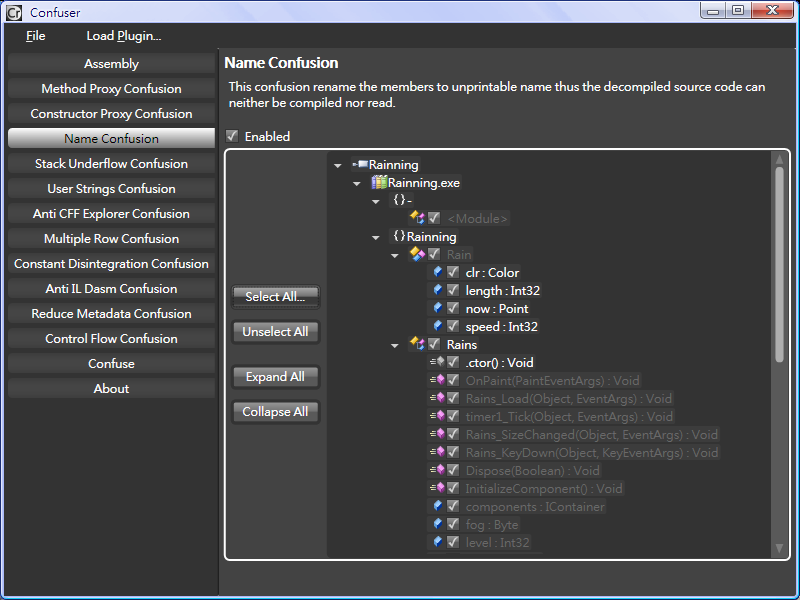 Confuser
File
Load Plugin...
Assembly
Method Proxy Confusion
Constructor Proxy Confusion
Name Confusion
Stack Underflow Confusion
User Strings Confusion
Anti CFF Explorer Confusion
Multiple Row Confusion
Constant Disintegration Confusion
Anti IL Dasm Confusion
Reduce Metadata Confusion
Control Flow Confusion
Confuse
About
Name Confusion
This confusion rename the members to unprintable name thus the decompiled source code can
neither be compiled nor read.
Enabled
Select All...
Unselect All
Expand All
Collapse All
Rainning
Rainning.exe
{}-
<Module>
{}Rainning
Rain
clr : Color
length : Int32
now : Point
speed : Int32
Rains
.ctor() : Void
OnPaint(PaintEventArgs) : Void
Rains_Load(Object, EventArgs) : Void
timer1_Tick(Object, EventArgs) : Void
Rains_SizeChanged(Object, EventArgs) : Void
Rains_KeyDown(Object, KeyEventArgs) : Void
Dispose(Boolean) : Void
InitializeComponent() : Void
components : IContainer
fog : Byte
level : Int32